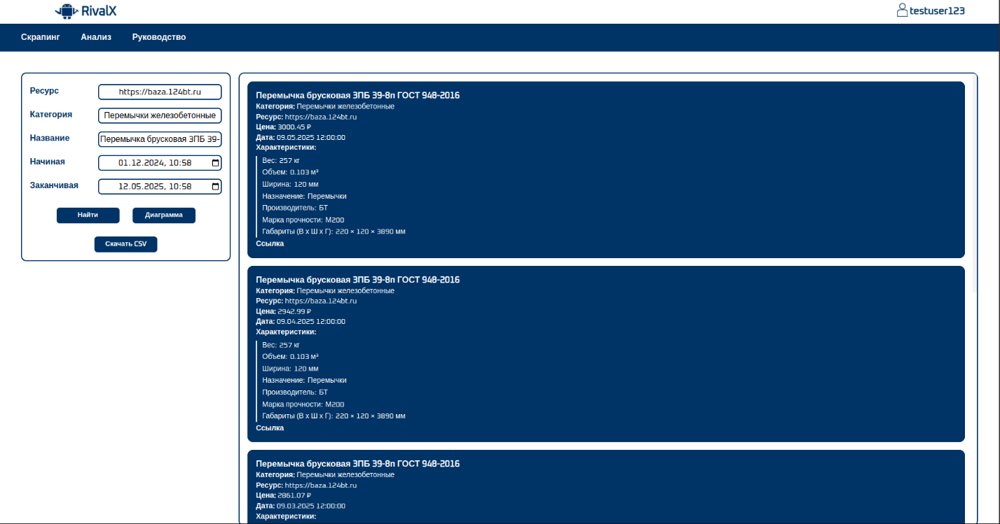 RivalX
testuser123
Скрапинг Анализ Руководство
Ресурс https://baza.124bt.ru
Категория Перемычки железобетонные
Название Перемычка брусковая 3ПБ 39-
Начиная 01.12.2024, 10:58
Заканчивая 12.05.2025, 10:58
Найти Диаграмма
Скачать CSV
Перемычка брусковая 3ПБ 39-8п ГОСТ 948-2016
Категория: Перемычки железобетонные
Ресурс: https://baza.124bt.ru
Цена: 3000.45 ₽
Дата: 09.05.2025 12:00:00
Характеристики:
Вес: 257 кг
Объем: 0.103 м³
Ширина: 120 мм
Назначение: Перемычки
Производитель: БТ
Марка прочности: М200
Габариты (В х Ш х Г): 220 × 120 × 3890 мм
Ссылка
Перемычка брусковая 3ПБ 39-8п ГОСТ 948-2016
Категория: Перемычки железобетонные
Ресурс: https://baza.124bt.ru
Цена: 2942.99 ₽
Дата: 09.04.2025 12:00:00
Характеристики:
Вес: 257 кг
Объем: 0.103 м³
Ширина: 120 мм
Назначение: Перемычки
Производитель: БТ
Марка прочности: М200
Габариты (В х Ш х Г): 220 × 120 × 3890 мм
Ссылка
Перемычка брусковая 3ПБ 39-8п ГОСТ 948-2016
Категория: Перемычки железобетонные
Ресурс: https://baza.124bt.ru
Цена: 2861.07 ₽
Дата: 09.03.2025 12:00:00
Характеристики: